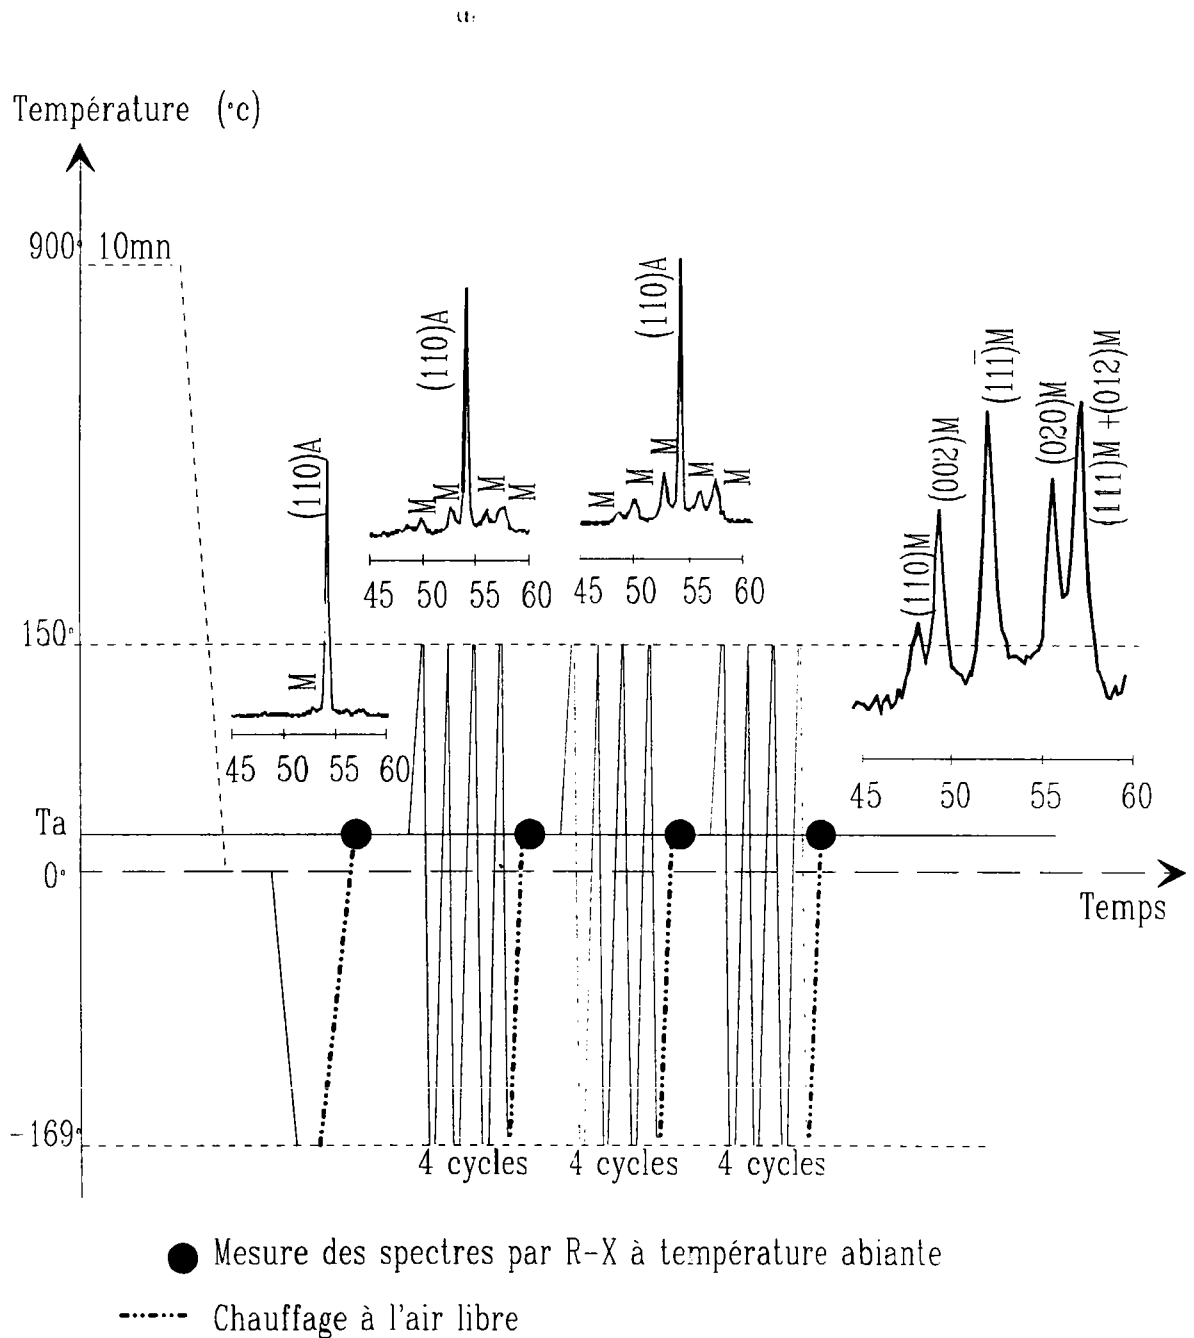 Température (°c)
900° 10mn
(110)A
(110)A
(110)A
(110)M
(002)M
(11̄1)M
(020)M
(111)M +(012)M
M M M M M
M M M M M
M
45 50 55 60
45 50 55 60
45 50 55 60
45 50 55 60
150°
Ta
0°
Temps
-169°
4 cycles 4 cycles 4 cycles
Mesure des spectres par R-X à température abiante
Chauffage à l'air libre